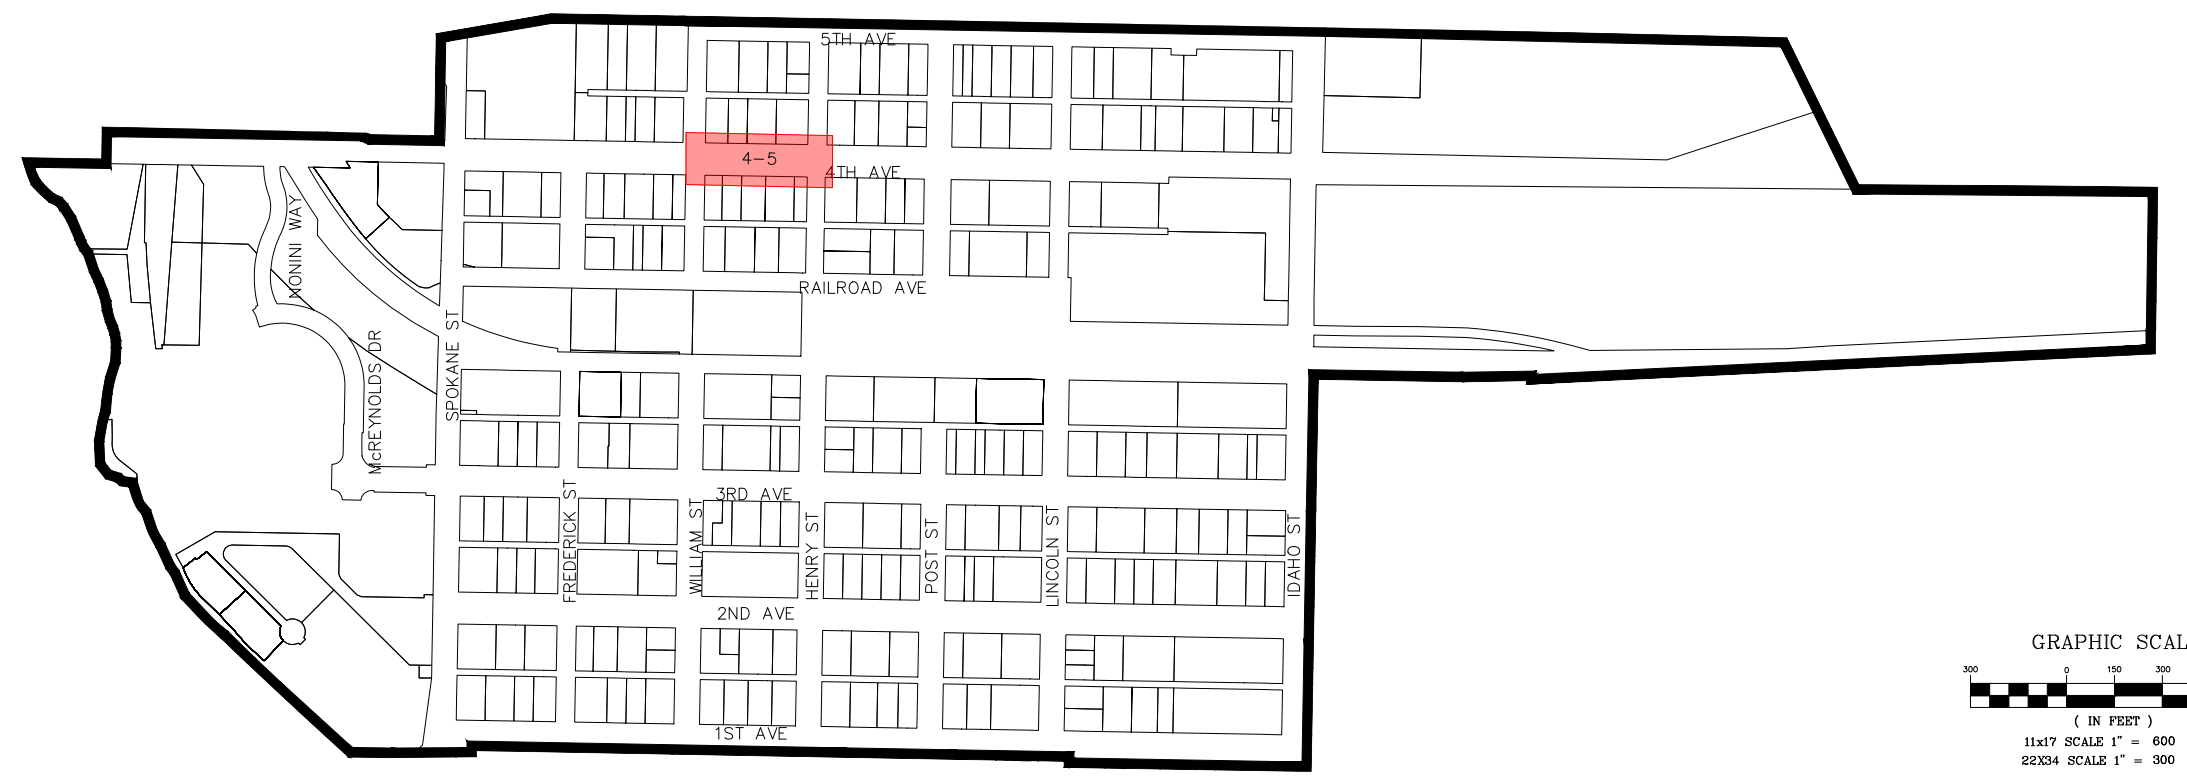 5TH AVE
4-5
4TH AVE
MONINI WAY
RAILROAD AVE
SPOKANE ST
McREYNOLDS DR
3RD AVE
FREDERICK ST
WILLIAM ST
HENRY ST
POST ST
LINCOLN ST
IDAHO ST
2ND AVE
1ST AVE
GRAPHIC SCAL
300 0 150 300
( IN FEET )
11x17 SCALE 1" = 600
22X34 SCALE 1" = 300